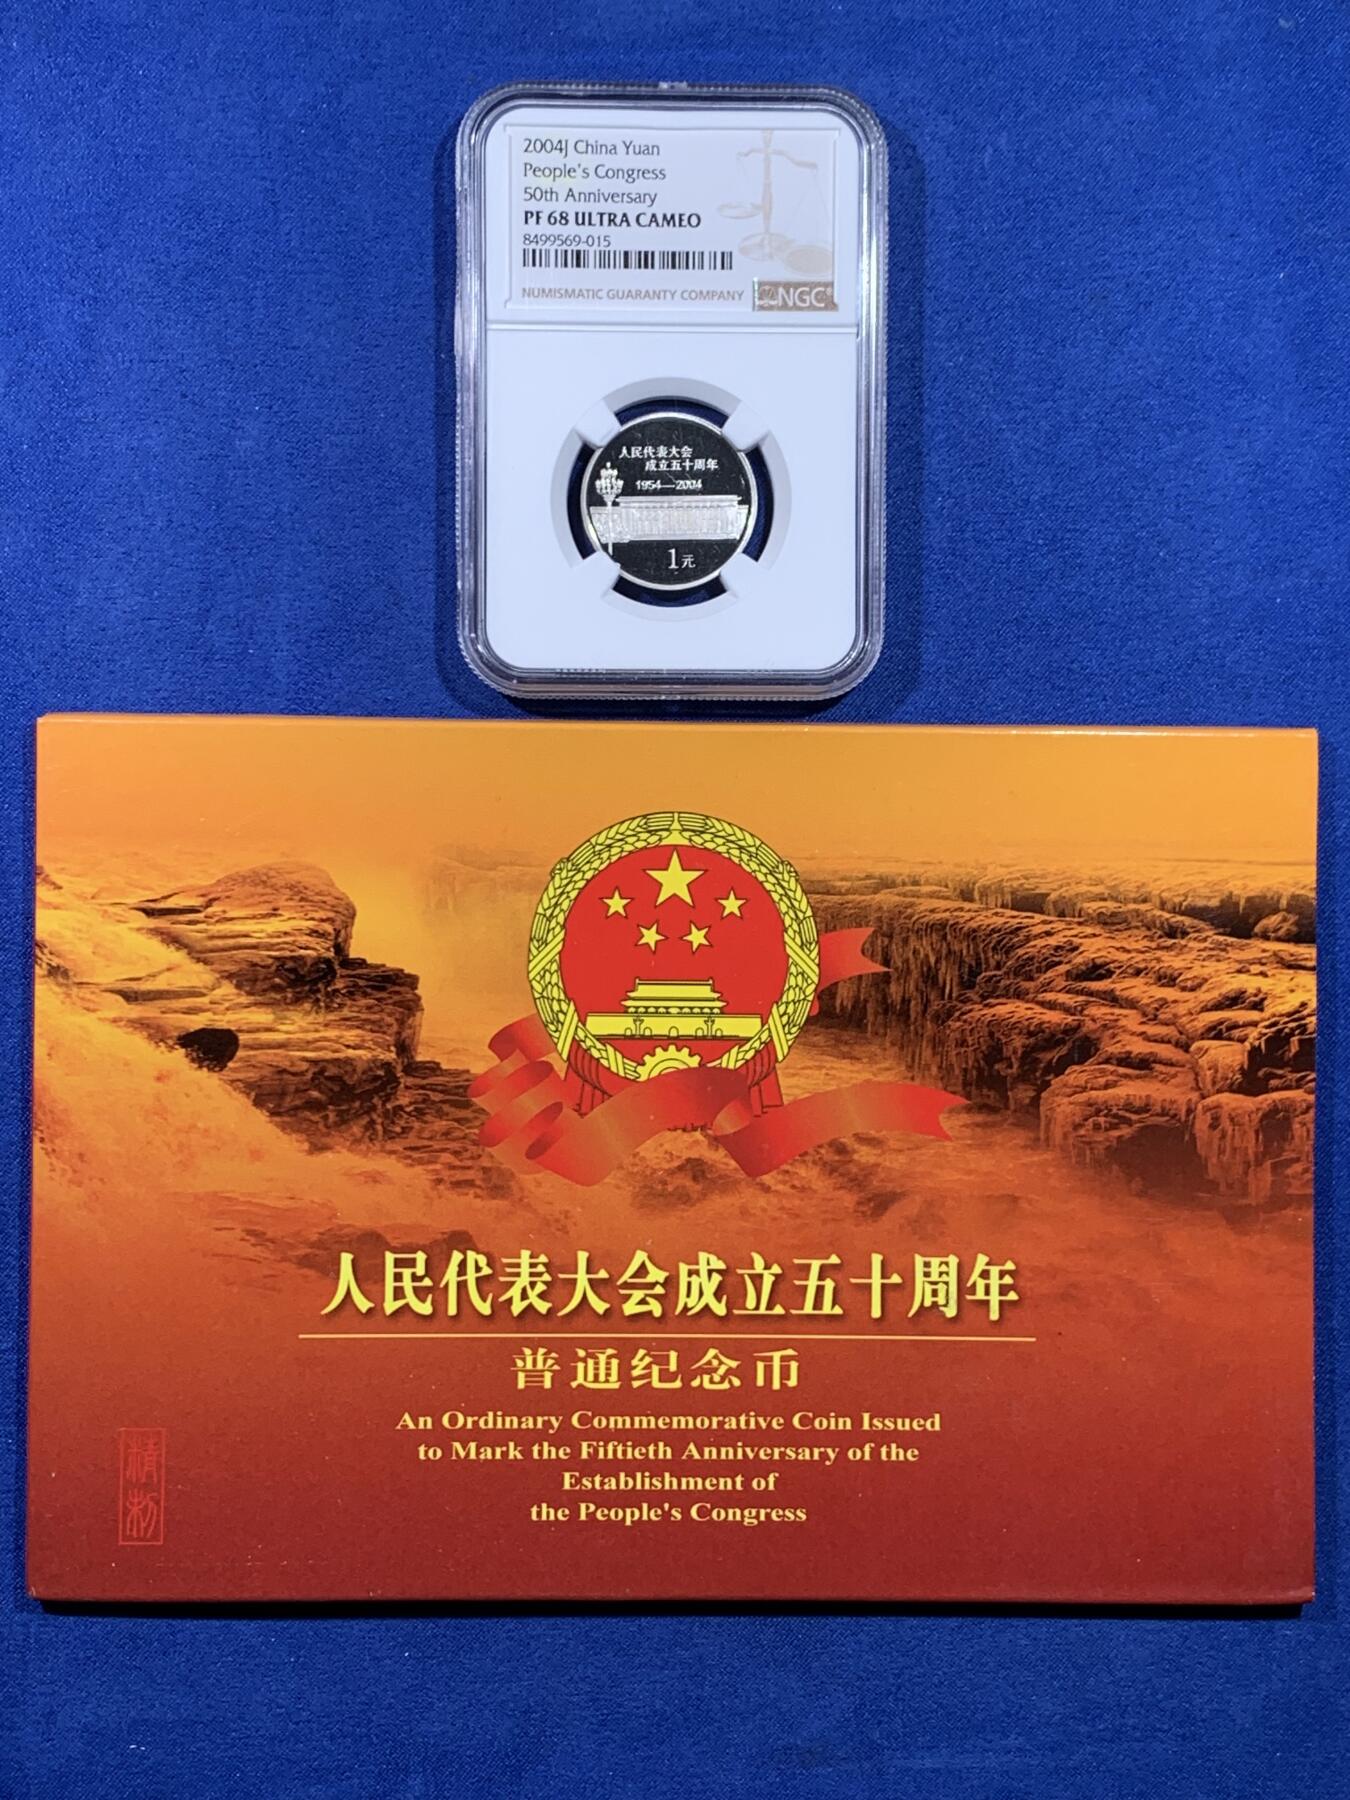 2004J China Yuan
People's Congress
50th Anniversary
PF 68 ULTRA CAMEO
8499569-015
NUMISMATIC GUARANTY COMPANY
NGC®
人民代表大会
成立五十周年
1954—2004
1元
人民代表大会成立五十周年
普通纪念币
An Ordinary Commemorative Coin Issued
to Mark the Fiftieth Anniversary of the
Establishment of
the People's Congress
精制